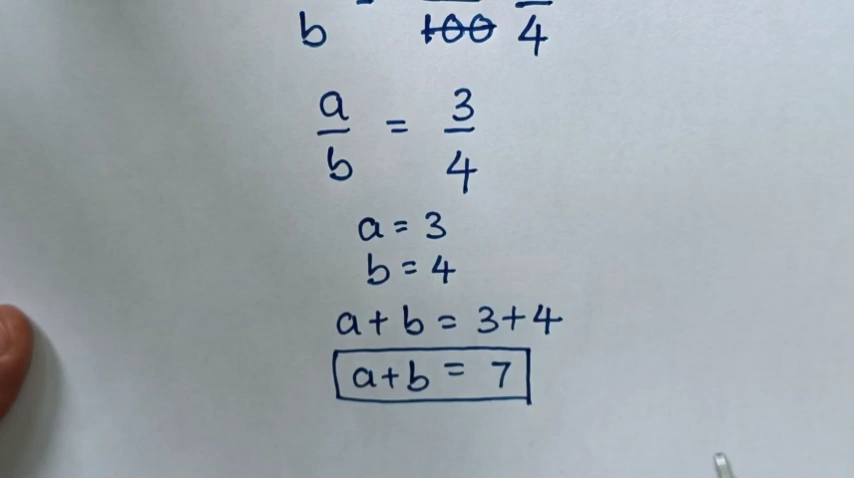 b = 100 4
a/b = 3/4
a = 3
b = 4
a + b = 3 + 4
a + b = 7